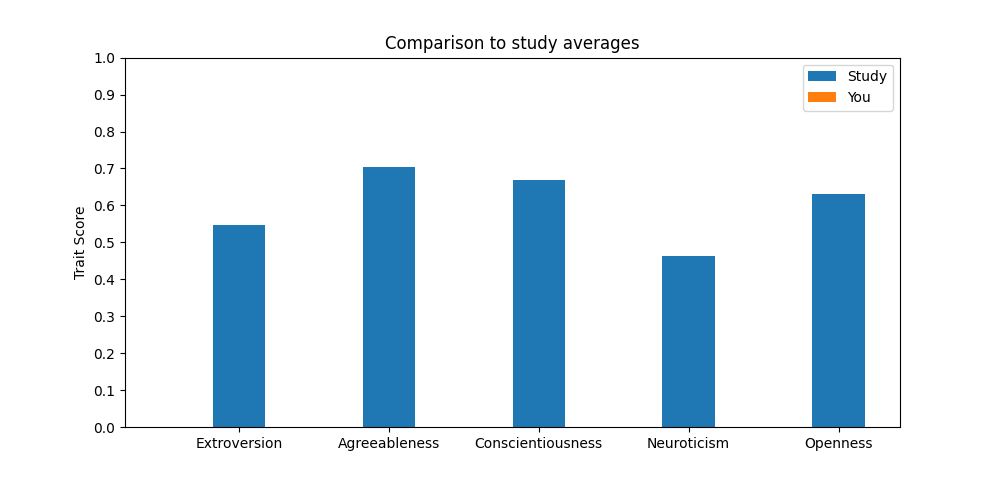 Comparison to study averages
1.0
0.9
0.8
0.7
0.6
0.5
0.4
0.3
0.2
0.1
0.0
Trait Score
Study
You
Extroversion
Agreeableness
Conscientiousness
Neuroticism
Openness